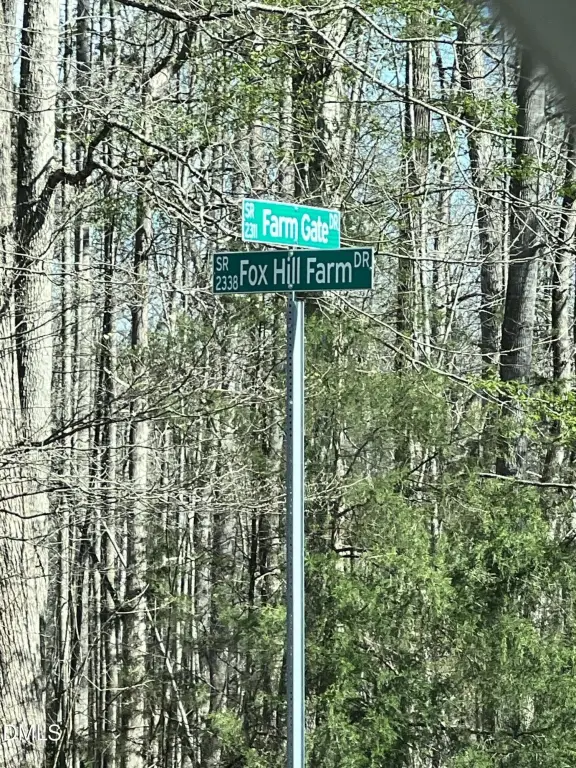 SR 2311 Farm Gate DR
SR 2338 Fox Hill Farm DR
DMLS